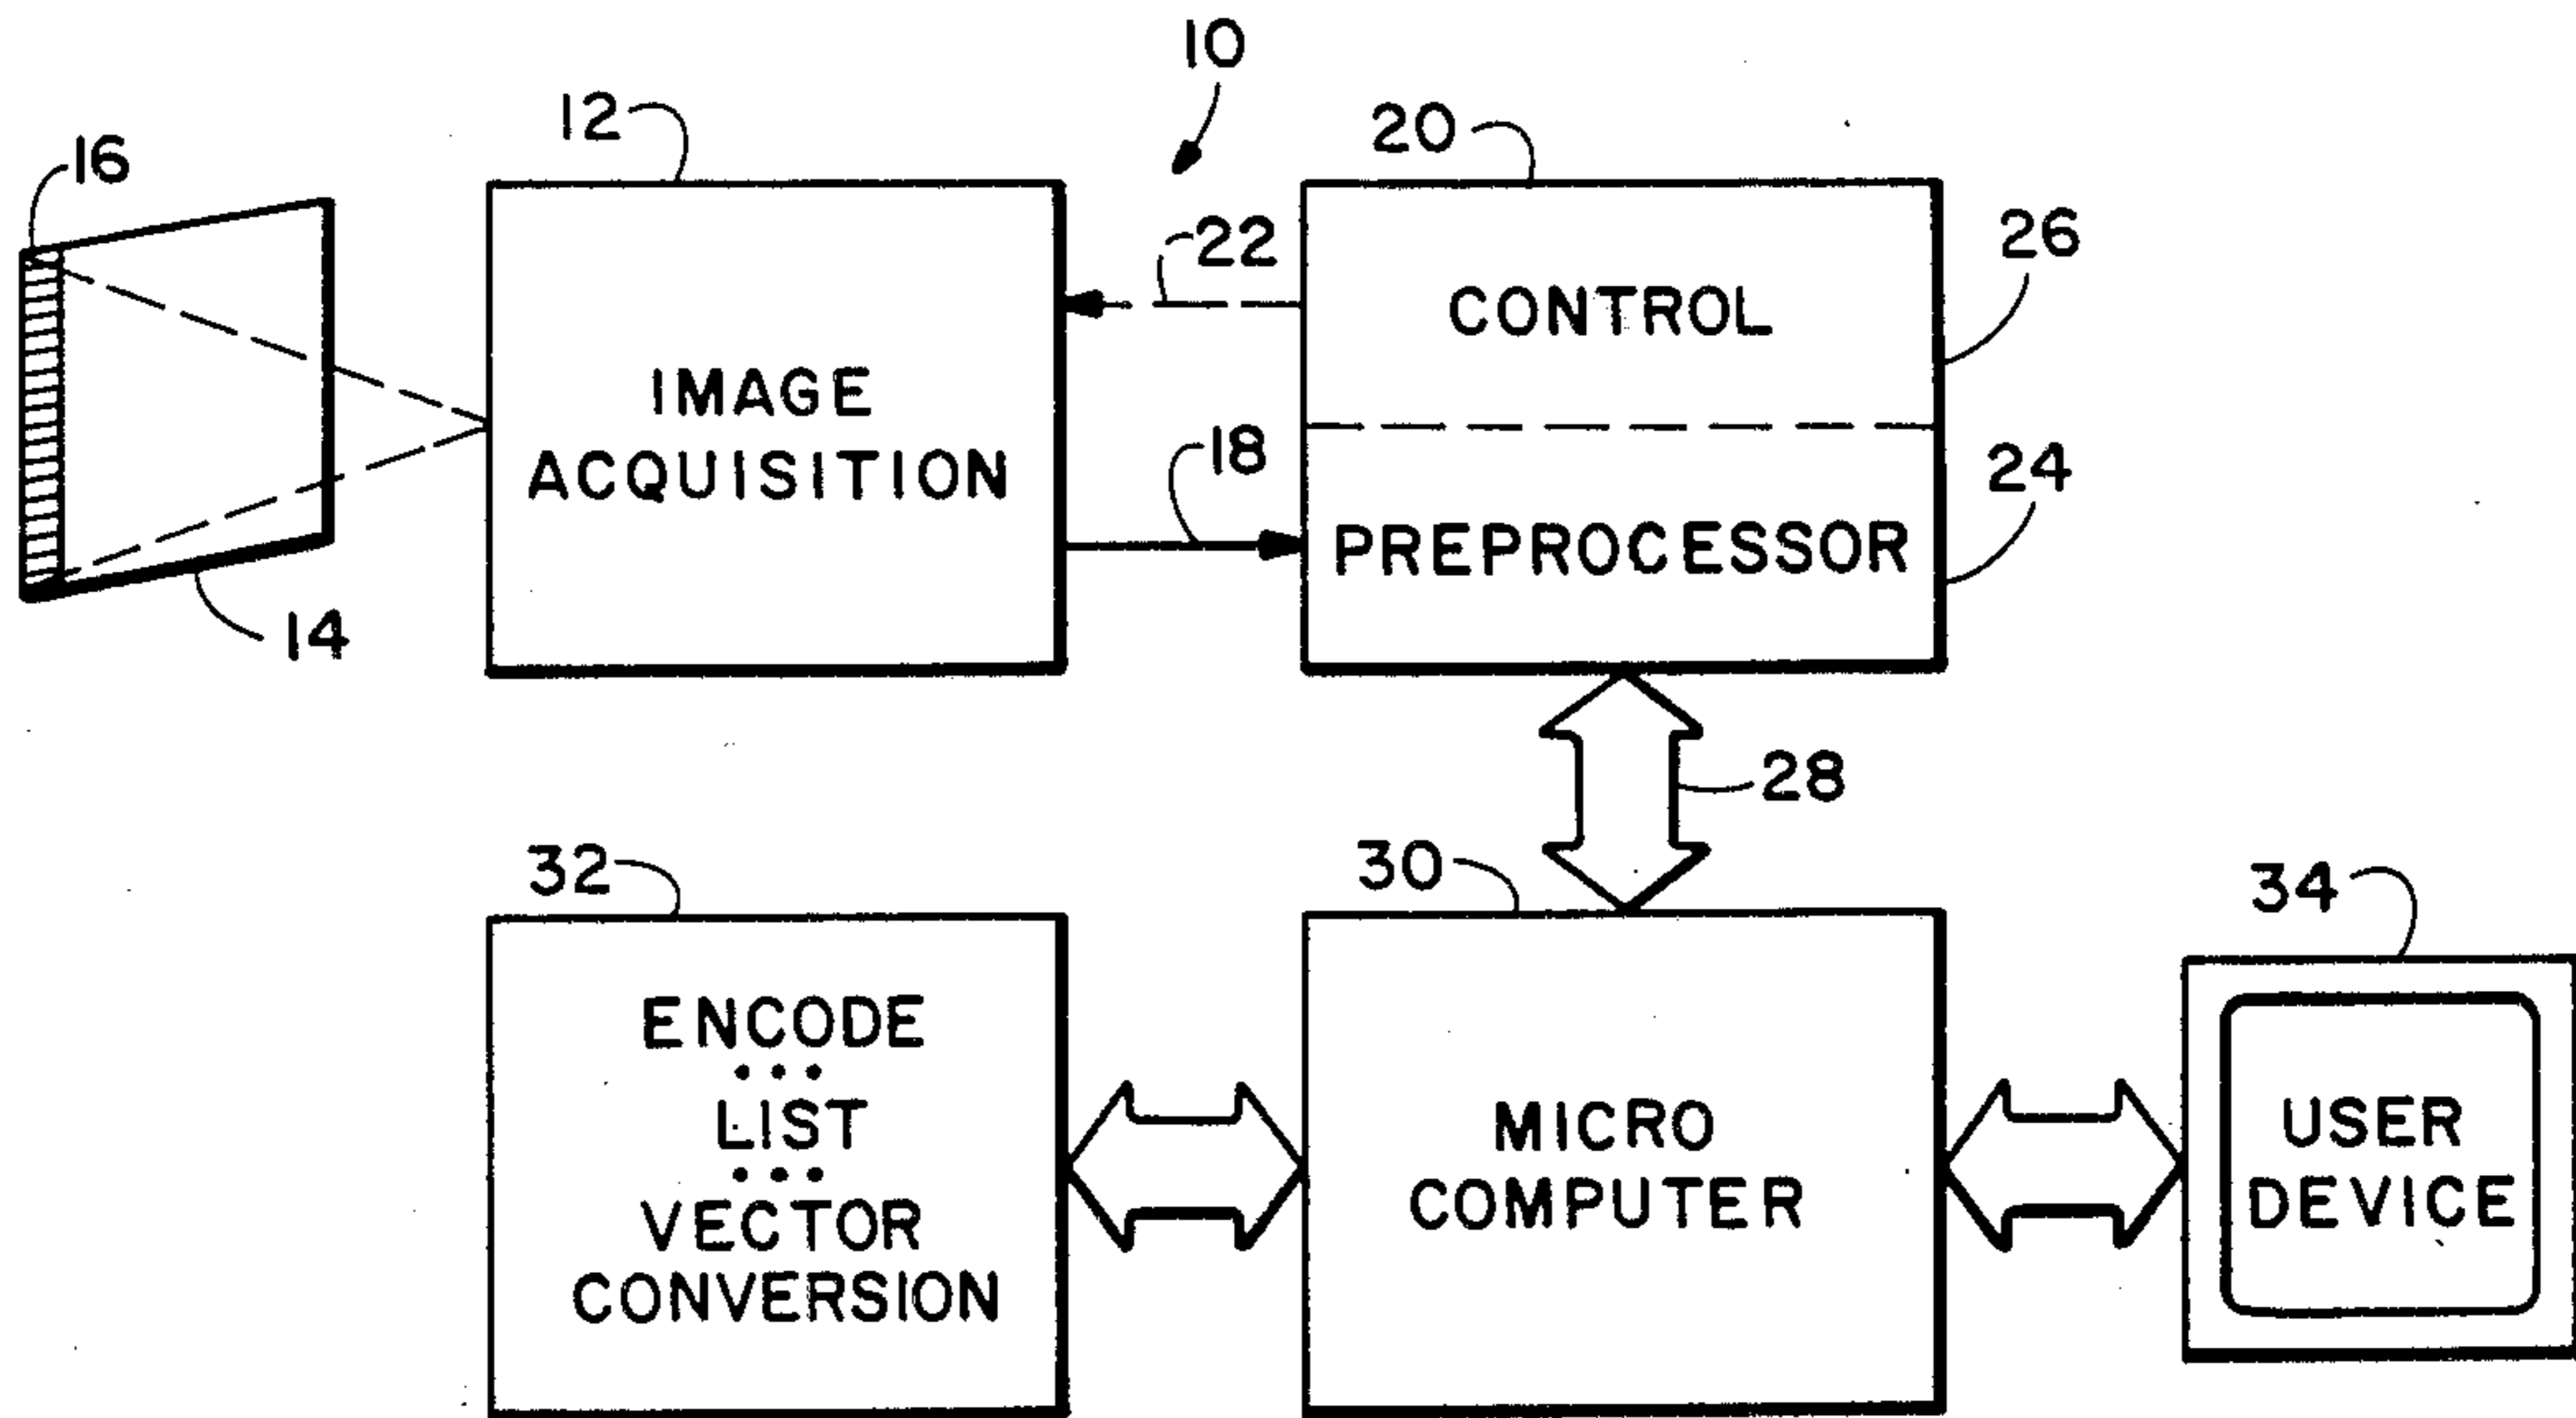 10
12
20
16
22
26
CONTROL
IMAGE
ACQUISITION
18
24
PREPROCESSOR
14
28
32
30
34
ENCODE
...
LIST
...
VECTOR
CONVERSION
MICRO
COMPUTER
USER
DEVICE